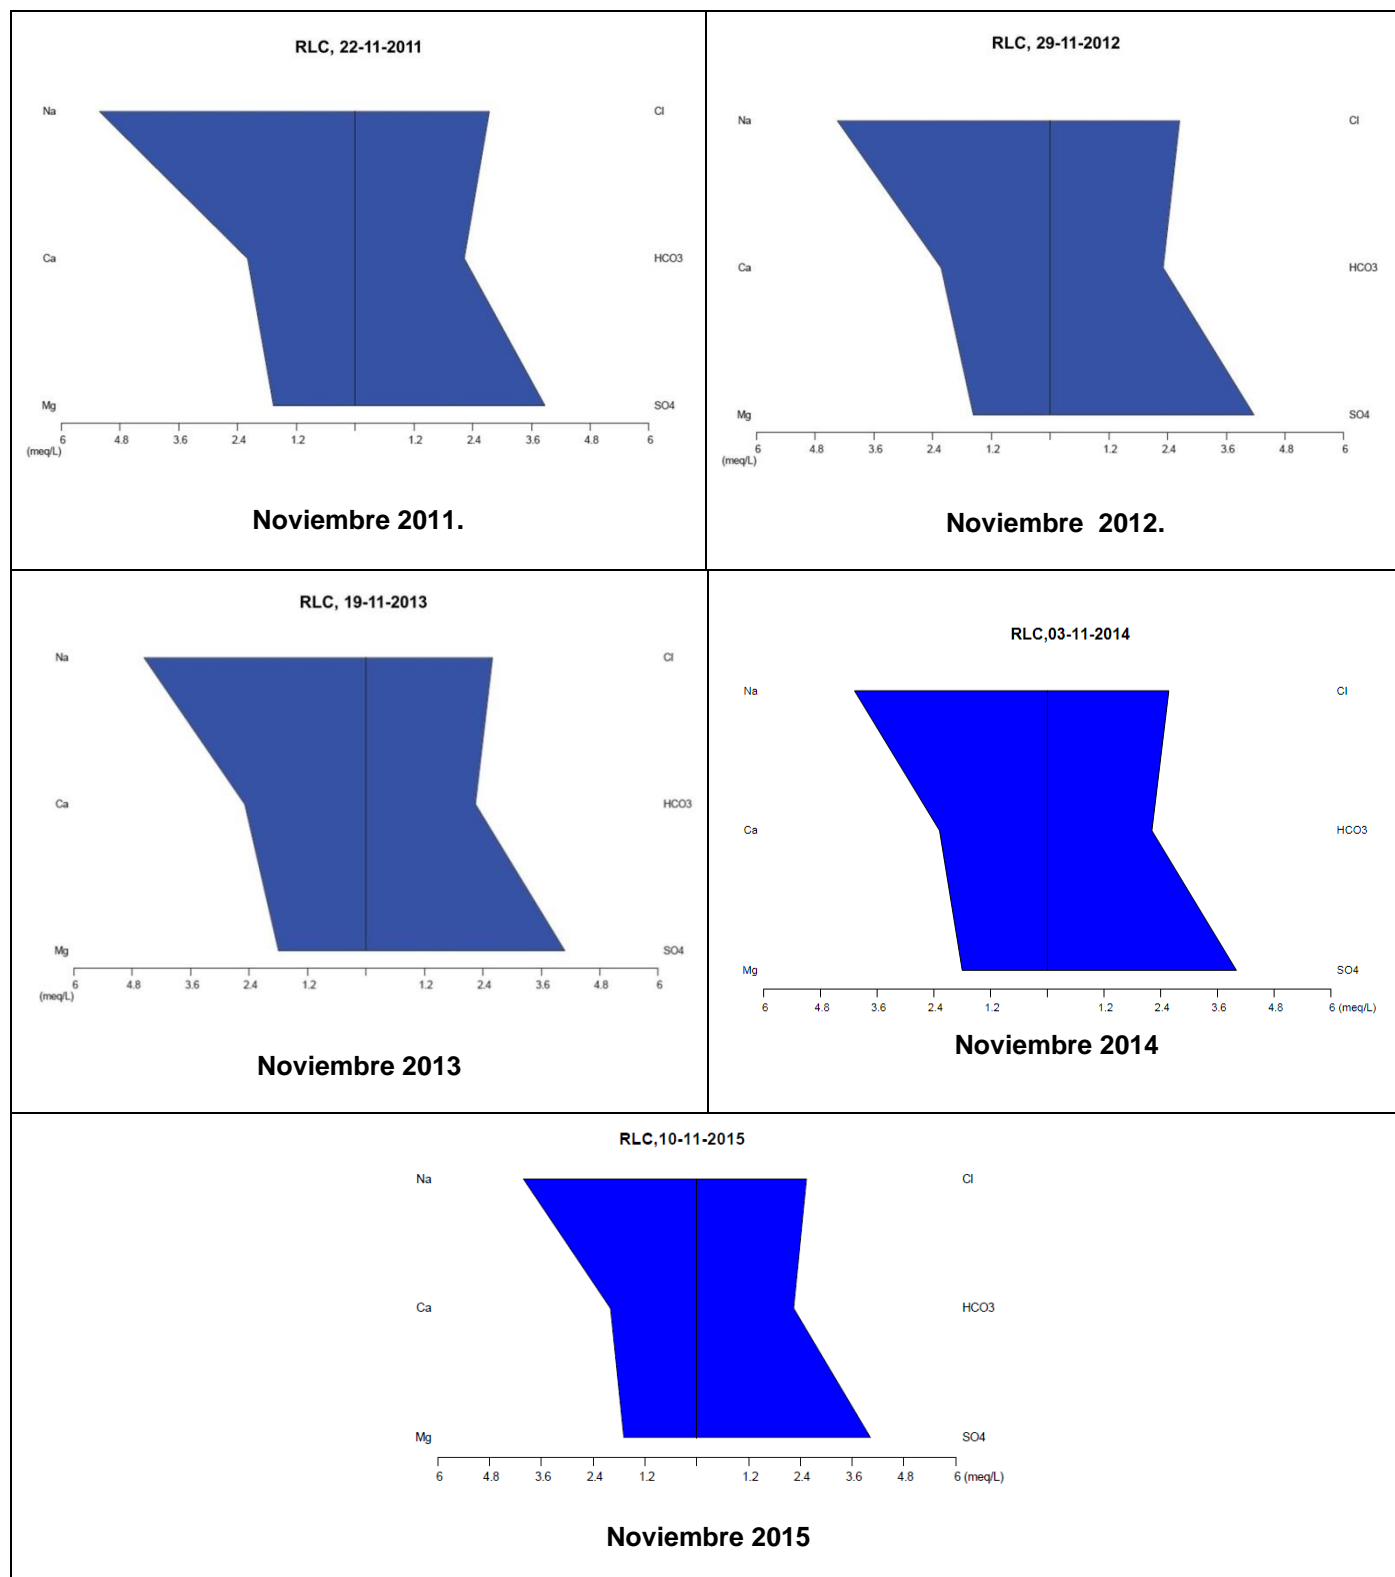 RLC, 22-11-2011
Na Cl
Ca HCO3
Mg SO4
6 4.8 3.6 2.4 1.2 1.2 2.4 3.6 4.8 6
(meq/L)
Noviembre 2011.
RLC, 29-11-2012
Na Cl
Ca HCO3
Mg SO4
6 4.8 3.6 2.4 1.2 1.2 2.4 3.6 4.8 6
(meq/L)
Noviembre 2012.
RLC, 19-11-2013
Na Cl
Ca HCO3
Mg SO4
6 4.8 3.6 2.4 1.2 1.2 2.4 3.6 4.8 6
(meq/L)
Noviembre 2013
RLC,03-11-2014
Na Cl
Ca HCO3
Mg SO4
6 4.8 3.6 2.4 1.2 1.2 2.4 3.6 4.8 6 (meq/L)
Noviembre 2014
RLC,10-11-2015
Na Cl
Ca HCO3
Mg SO4
6 4.8 3.6 2.4 1.2 1.2 2.4 3.6 4.8 6 (meq/L)
Noviembre 2015